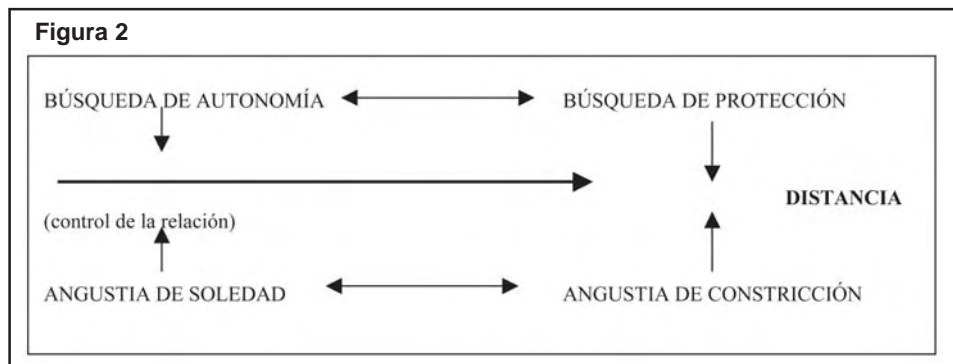 Figura 2
BÚSQUEDA DE AUTONOMÍA BÚSQUEDA DE PROTECCIÓN
DISTANCIA
(control de la relación)
ANGUSTIA DE SOLEDAD ANGUSTIA DE CONSTRICCIÓN